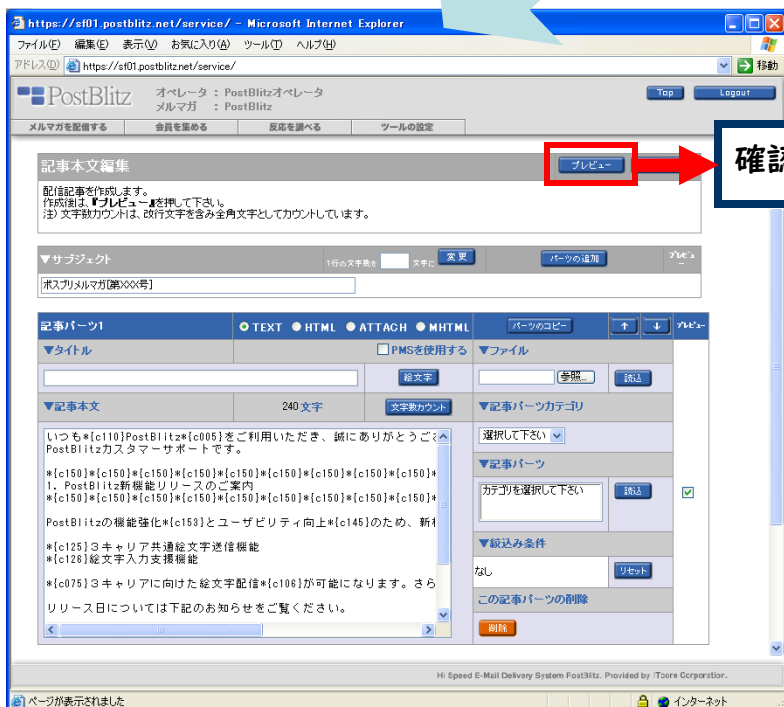 https://sf01.postblitz.net/service/ - Microsoft Internet Explorer
ファイル(F) 編集(E) 表示(V) お気に入り(A) ツール(T) ヘルプ(H)
アドレス(D) https://sf01.postblitz.net/service/ 移動
PostBlitz
オペレータ : PostBlitzオペレータ
メルマガ : PostBlitz
Top Logout
メルマガを配信する 会員を集める 反応を調べる ツールの設定
記事本文編集 プレビュー
確認
配信記事を作成します。
作成後は、『プレビュー』を押して下さい。
注)文字数カウントは、改行文字を含み全角文字としてカウントしています。
▼サブジェクト 1行の文字数を 文字に 変更 パーツの追加 プレビュー
ポスブリメルマガ[第XXX号]
記事パーツ1 TEXT HTML ATTACH MHTML パーツのコピー ↑ ↓ プレビュー
▼タイトル PMSを使用する ▼ファイル
絵文字 参照... 読込
▼記事本文 240文字 文字数カウント ▼記事パーツカテゴリ
選択して下さい
▼記事パーツ
カテゴリを選択して下さい 読込
▼絞込み条件
なし リセット
この記事パーツの削除
削除
いつも*{c110}PostBlitz*{c005}をご利用いただき、誠にありがとうござ
PostBlitzカスタマーサポートです。
*{c150}*{c150}*{c150}*{c150}*{c150}*{c150}*{c150}*{c150}*{c150}*
1. PostBlitz新機能リリースのご案内
*{c150}*{c150}*{c150}*{c150}*{c150}*{c150}*{c150}*{c150}*{c150}*
PostBlitzの機能強化*{c158}とユーザビリティ向上*{c145}のため、新機
*{c125}3キャリア共通絵文字送信機能
*{c126}絵文字入力支援機能
*{c075}3キャリアに向けた絵文字配信*{c106}が可能になります。さら
リリース日については下記のお知らせをご覧ください。
Hi Speed E-Mail Delivery System PostBlitz. Provided by ITcore Corporation.
ページが表示されました インターネット